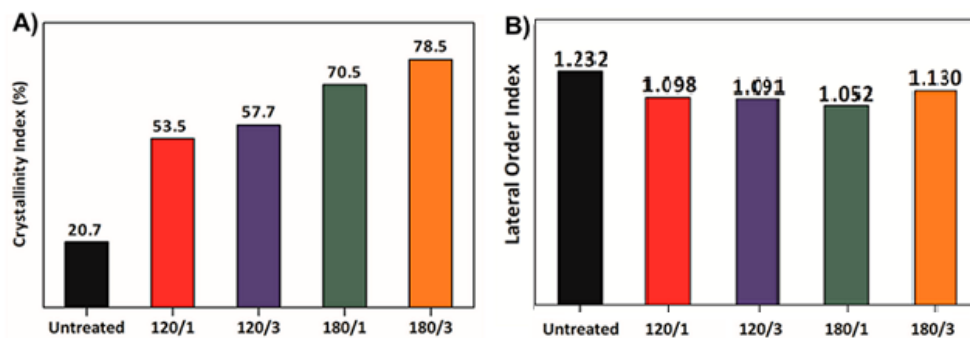 A)
Crystallinity Index (%)
20.7
53.5
57.7
70.5
78.5
Untreated 120/1 120/3 180/1 180/3
B)
Lateral Order Index
1.232
1.098
1.091
1.052
1.130
Untreated 120/1 120/3 180/1 180/3